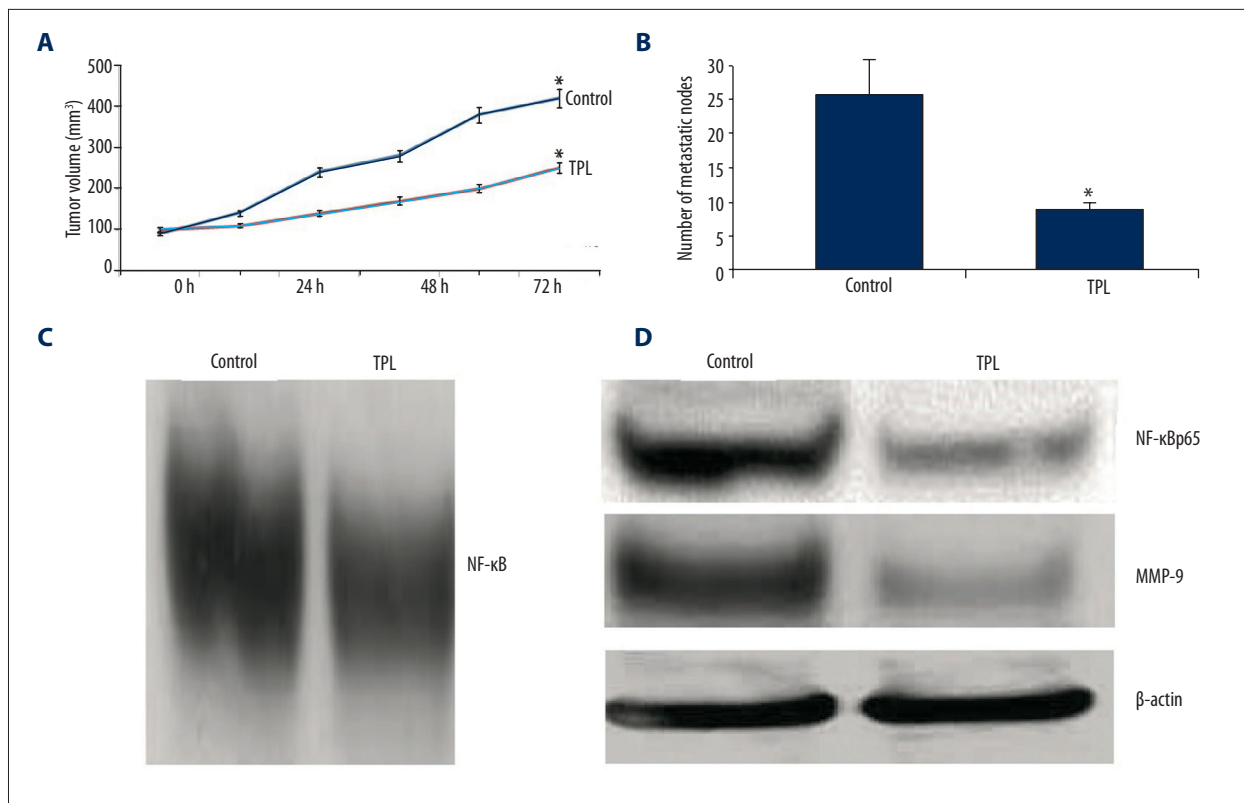 A
Tumor volume (mm³)
500
400
300
200
100
0
0 h
24 h
48 h
72 h
*
Control
*
TPL
B
Number of metastatic nodes
30
25
20
15
10
5
0
*
Control
TPL
C
Control
TPL
NF-κB
D
Control
TPL
NF-κBp65
MMP-9
β-actin